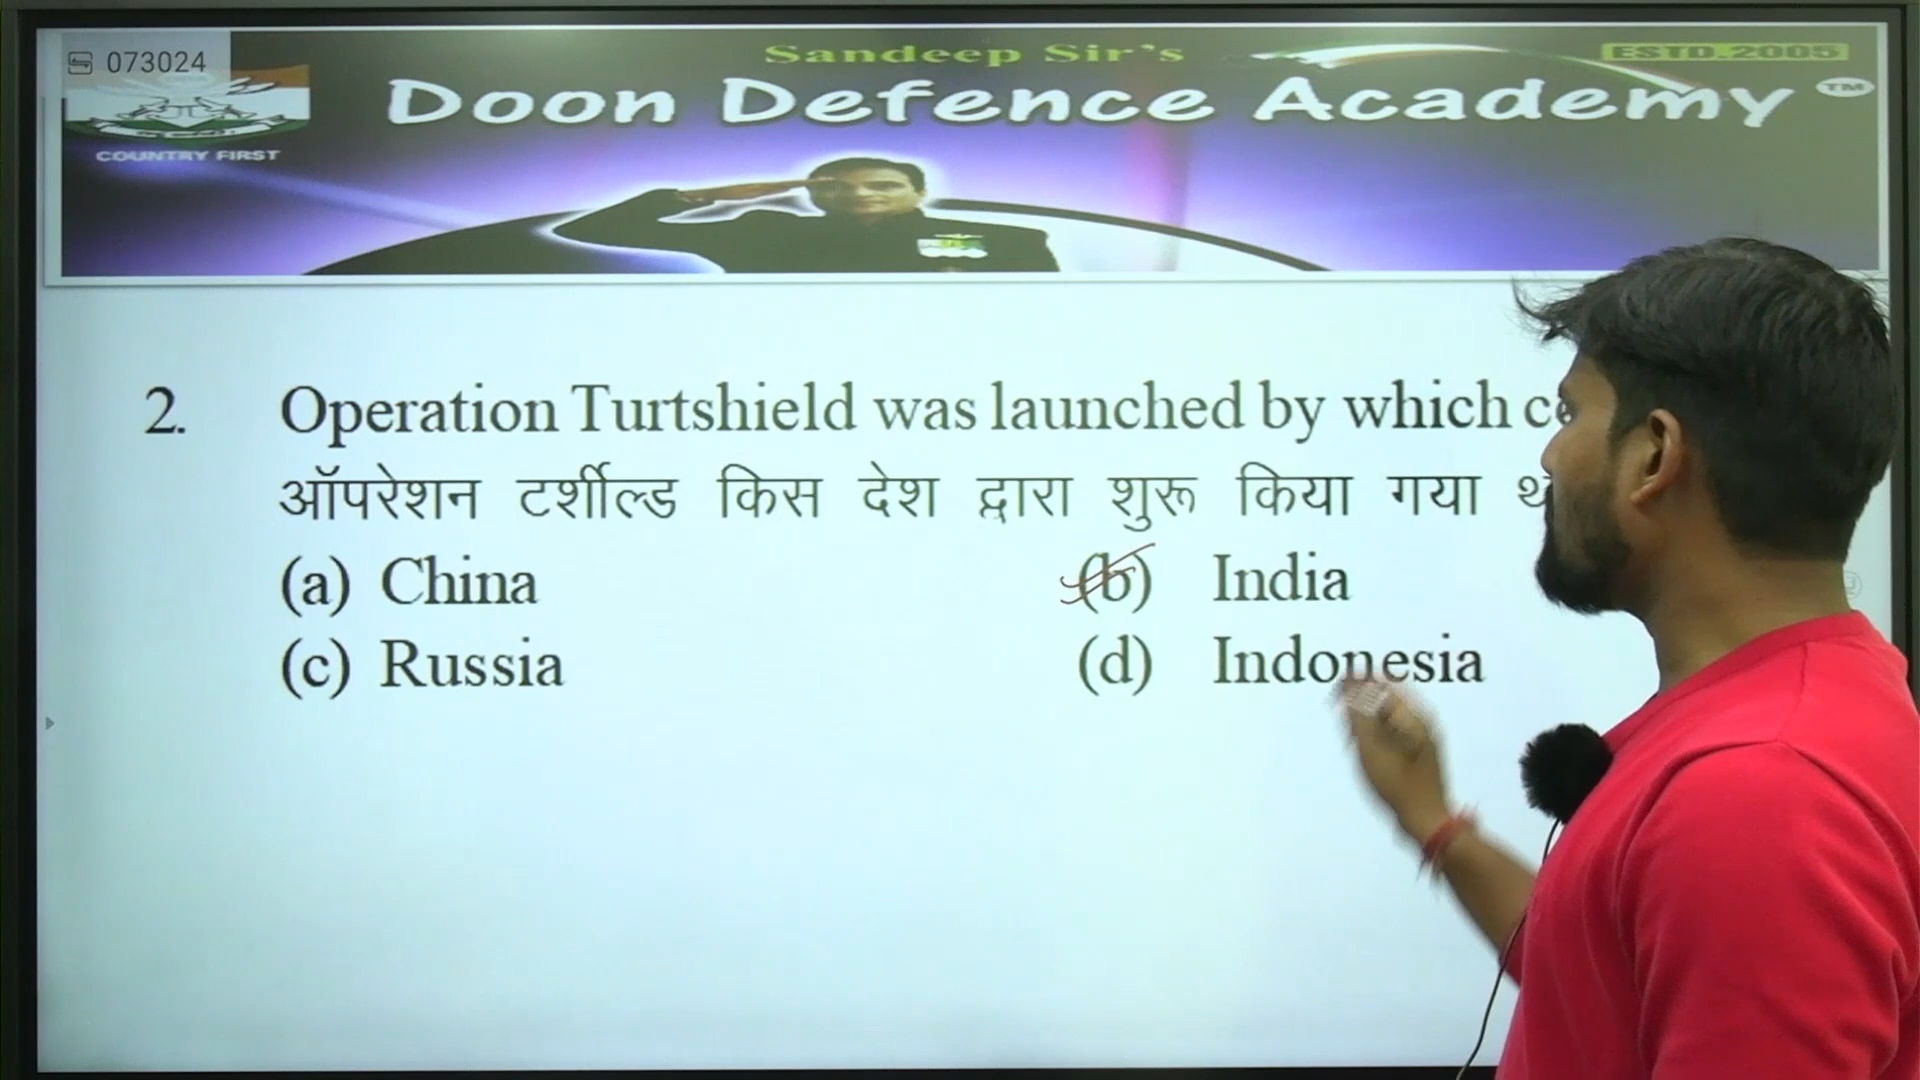 073024
Sandeep Sir's
ESTD.2005
Doon Defence Academy TM
COUNTRY FIRST
2. Operation Turtshield was launched by which
ऑपरेशन टर्शील्ड किस देश द्वारा शुरू किया गया
(a) China (b) India
(c) Russia (d) Indonesia